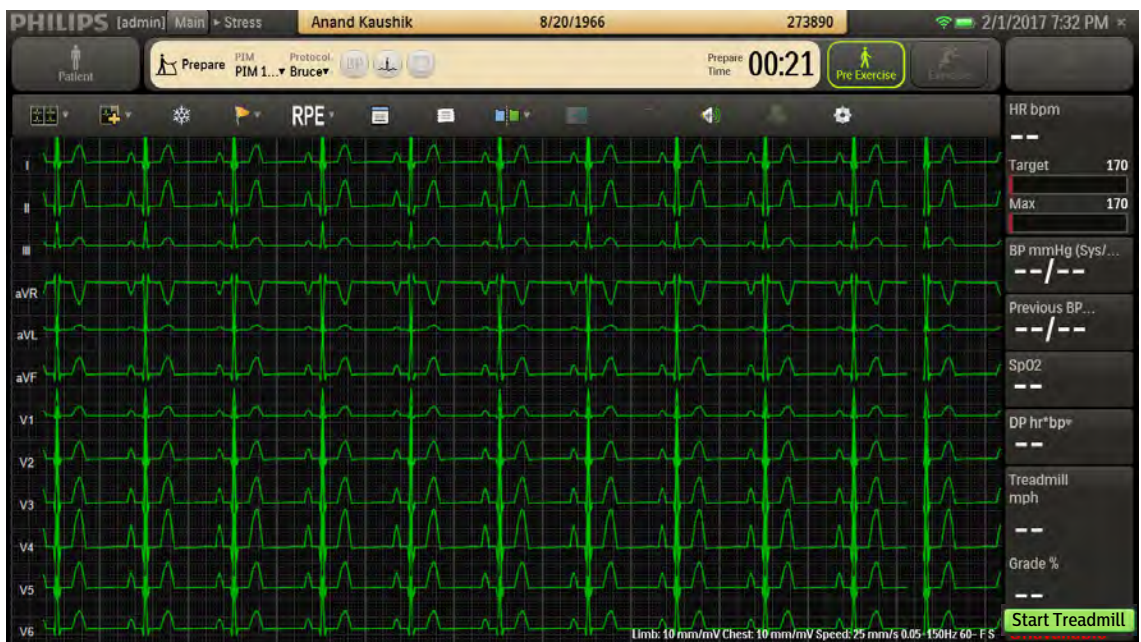 PHILIPS [admin] Main ▸ Stress Anand Kaushik 8/20/1966 273890 2/1/2017 7:32 PM ×
Patient
Prepare
PIM
PIM 1...▾
Protocol
Bruce▾
BP
Prepare Time 00:21
Pre Exercise
Exercise
RPE
HR bpm
--
Target 170
Max 170
BP mmHg (Sys/...
--/--
Previous BP...
--/--
SpO2
--
DP hr*bp▾
--
Treadmill
mph
--
Grade %
--
Start Treadmill
I
II
III
aVR
aVL
aVF
V1
V2
V3
V4
V5
V6
Limb: 10 mm/mV Chest: 10 mm/mV Speed: 25 mm/s 0.05-150Hz 60- F S